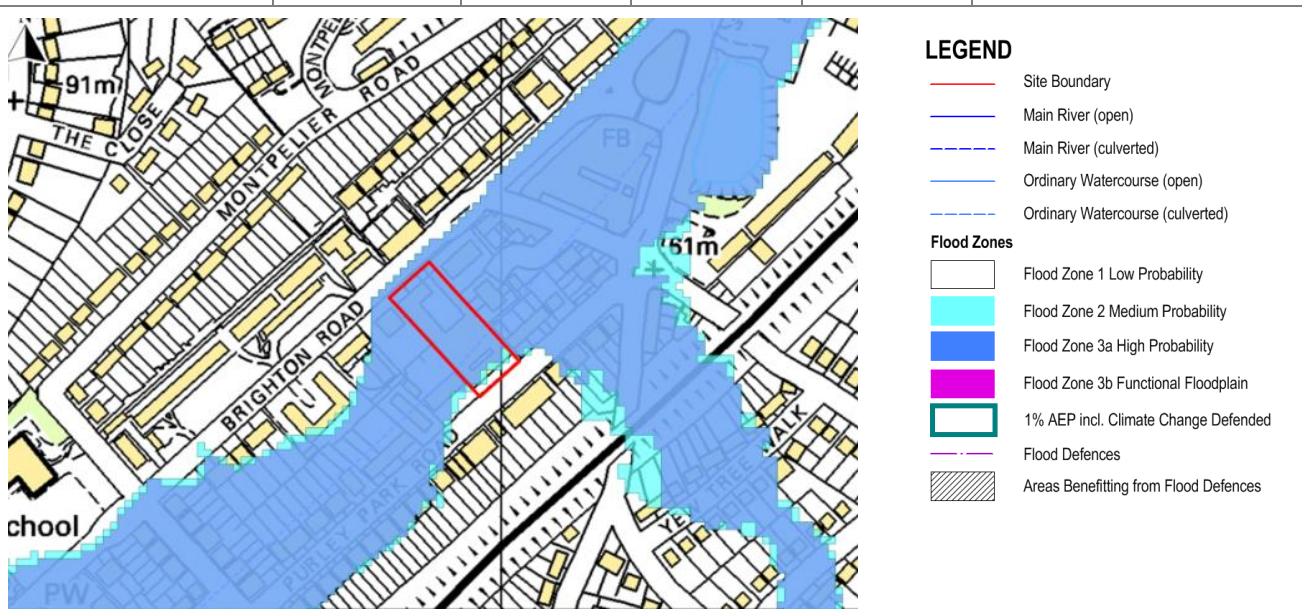 MONTPE
ROAD
91m
THE CLOSE
MONTPELIER
FB
61m
BRIGHTON ROAD
WALK
ROAD
PURLEY PARK
YEW TREE
chool
PW
LEGEND
Site Boundary
Main River (open)
Main River (culverted)
Ordinary Watercourse (open)
Ordinary Watercourse (culverted)
Flood Zones
Flood Zone 1 Low Probability
Flood Zone 2 Medium Probability
Flood Zone 3a High Probability
Flood Zone 3b Functional Floodplain
1% AEP incl. Climate Change Defended
Flood Defences
Areas Benefitting from Flood Defences